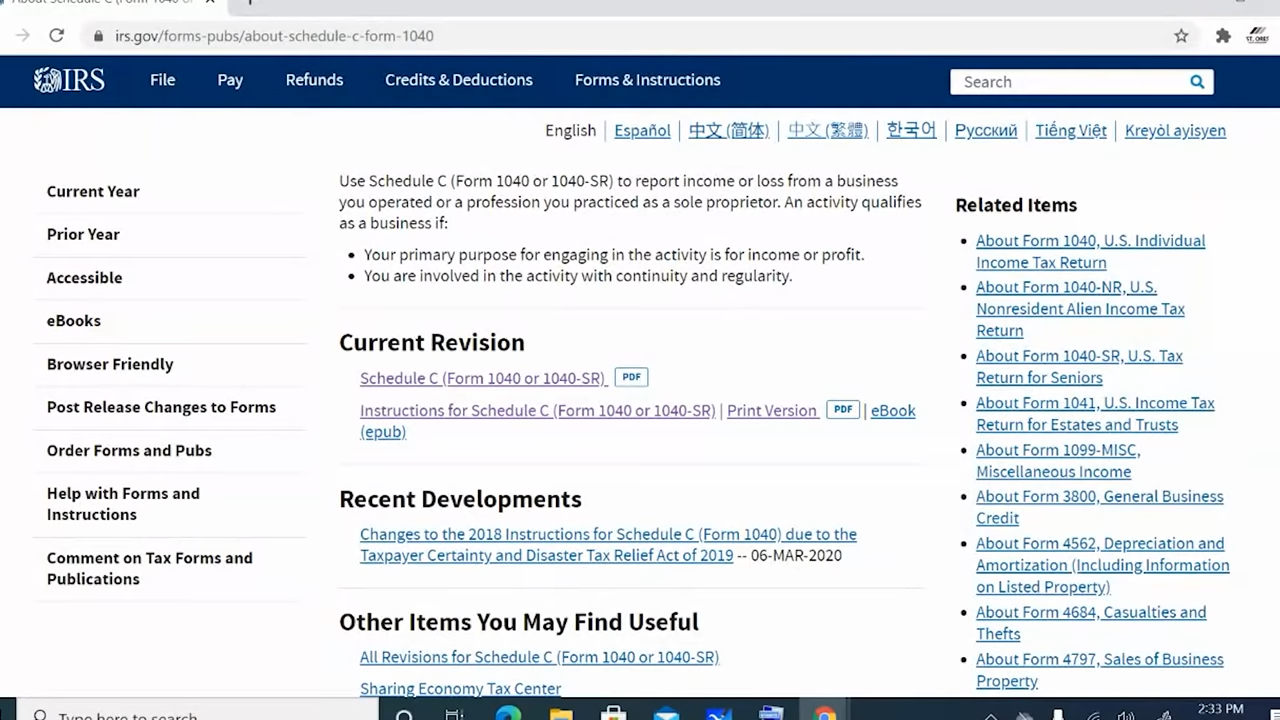 About Schedule C (Form 1040 or
irs.gov/forms-pubs/about-schedule-c-form-1040
IRS File Pay Refunds Credits & Deductions Forms & Instructions Search
English | Español | 中文 (简体) | 中文 (繁體) | 한국어 | Русский | Tiếng Việt | Kreyòl ayisyen
Current Year
Prior Year
Accessible
eBooks
Browser Friendly
Post Release Changes to Forms
Order Forms and Pubs
Help with Forms and
Instructions
Comment on Tax Forms and
Publications
Use Schedule C (Form 1040 or 1040-SR) to report income or loss from a business
you operated or a profession you practiced as a sole proprietor. An activity qualifies
as a business if:
• Your primary purpose for engaging in the activity is for income or profit.
• You are involved in the activity with continuity and regularity.
Current Revision
Schedule C (Form 1040 or 1040-SR) PDF
Instructions for Schedule C (Form 1040 or 1040-SR) | Print Version PDF | eBook
(epub)
Recent Developments
Changes to the 2018 Instructions for Schedule C (Form 1040) due to the
Taxpayer Certainty and Disaster Tax Relief Act of 2019 -- 06-MAR-2020
Other Items You May Find Useful
All Revisions for Schedule C (Form 1040 or 1040-SR)
Sharing Economy Tax Center
Related Items
• About Form 1040, U.S. Individual
Income Tax Return
• About Form 1040-NR, U.S.
Nonresident Alien Income Tax
Return
• About Form 1040-SR, U.S. Tax
Return for Seniors
• About Form 1041, U.S. Income Tax
Return for Estates and Trusts
• About Form 1099-MISC,
Miscellaneous Income
• About Form 3800, General Business
Credit
• About Form 4562, Depreciation and
Amortization (Including Information
on Listed Property)
• About Form 4684, Casualties and
Thefts
• About Form 4797, Sales of Business
Property
Type here to search
2:33 PM